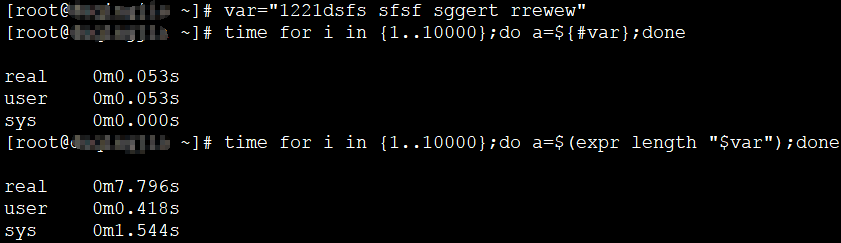 [root@ ~]# var="1221dsfs sfsf sggert rrewew"
[root@ ~]# time for i in {1..10000};do a=${#var};done
real 0m0.053s
user 0m0.053s
sys 0m0.000s
[root@ ~]# time for i in {1..10000};do a=$(expr length "$var");done
real 0m7.796s
user 0m0.418s
sys 0m1.544s